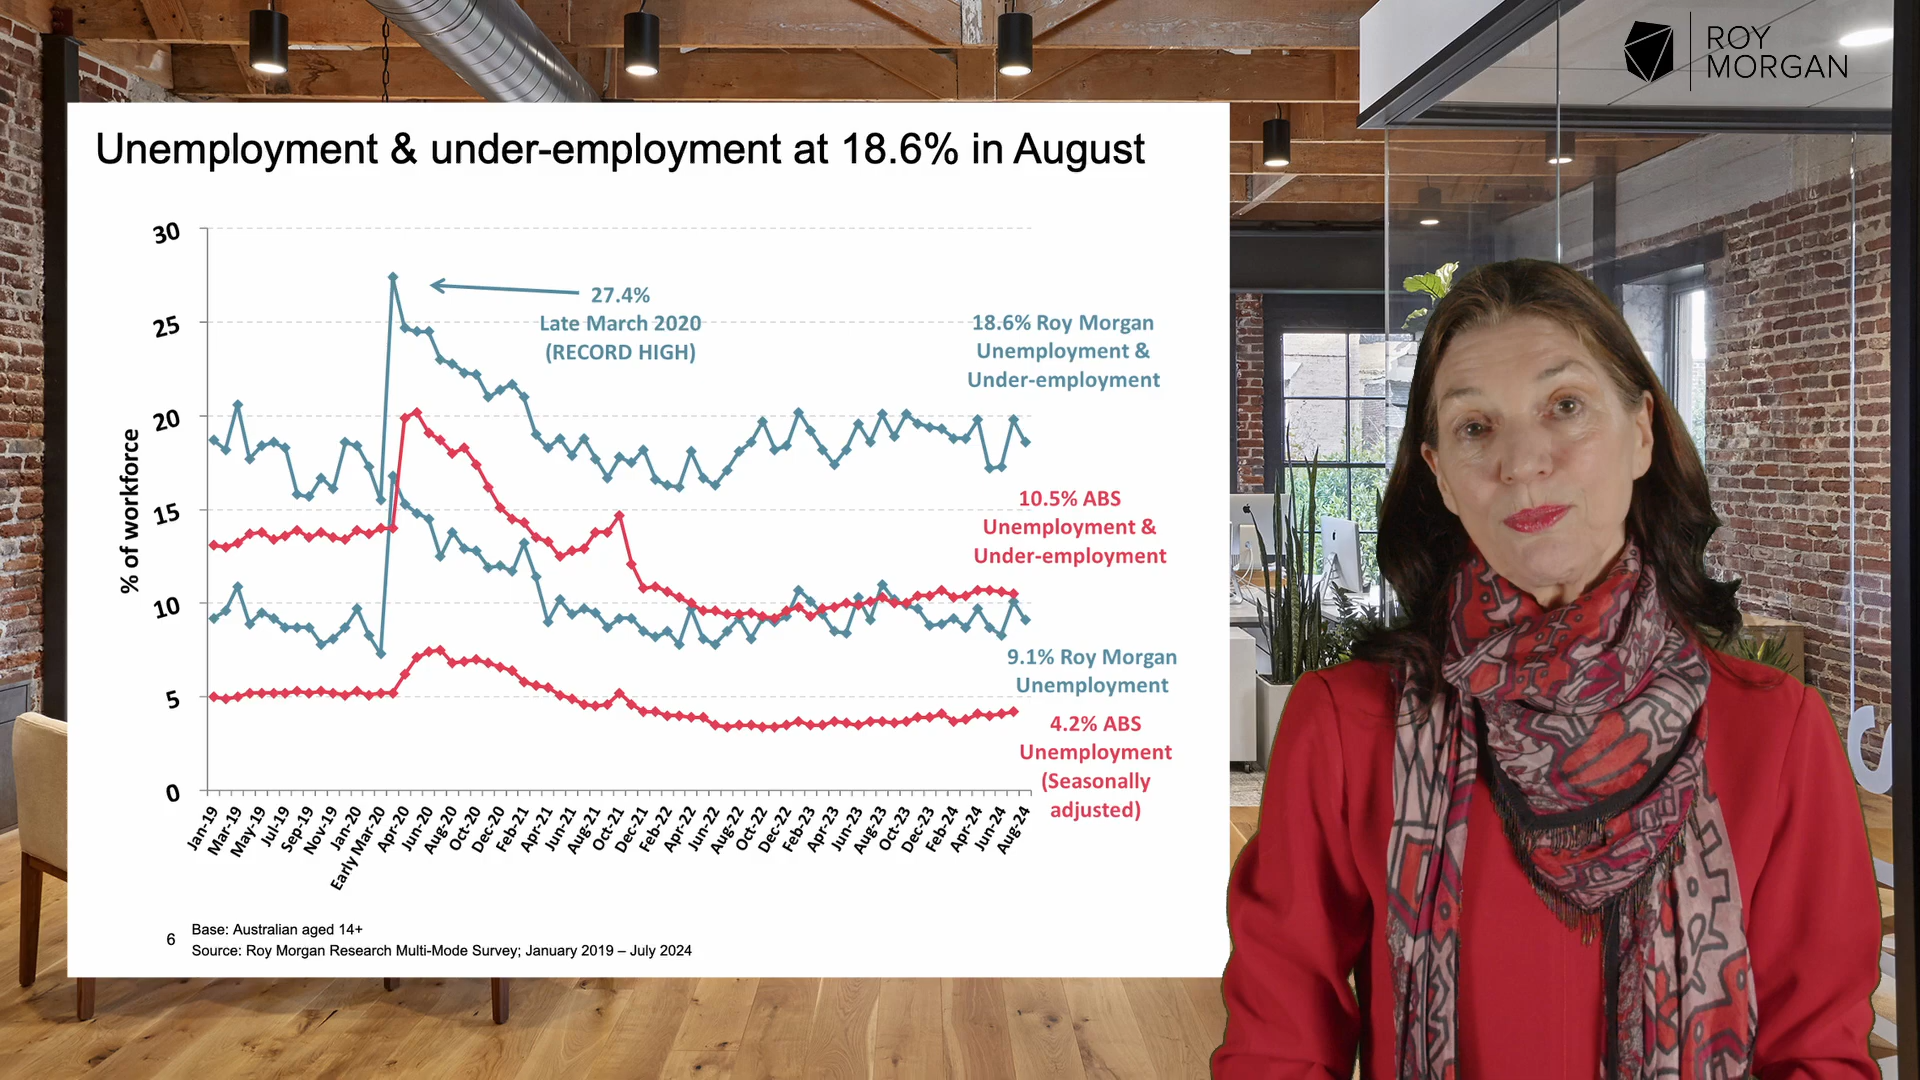 ROY
MORGAN
Unemployment & under-employment at 18.6% in August
% of workforce
30
25
20
15
10
5
0
27.4%
Late March 2020
(RECORD HIGH)
18.6% Roy Morgan
Unemployment &
Under-employment
10.5% ABS
Unemployment &
Under-employment
9.1% Roy Morgan
Unemployment
4.2% ABS
Unemployment
(Seasonally
adjusted)
Jan-19
Mar-19
May-19
Jul-19
Sep-19
Nov-19
Jan-20
Early Mar-20
Apr-20
Jun-20
Aug-20
Oct-20
Dec-20
Feb-21
Apr-21
Jun-21
Aug-21
Oct-21
Dec-21
Feb-22
Apr-22
Jun-22
Aug-22
Oct-22
Dec-22
Feb-23
Apr-23
Jun-23
Aug-23
Oct-23
Dec-23
Feb-24
Apr-24
Jun-24
Aug-24
6
Base: Australian aged 14+
Source: Roy Morgan Research Multi-Mode Survey; January 2019 – July 2024